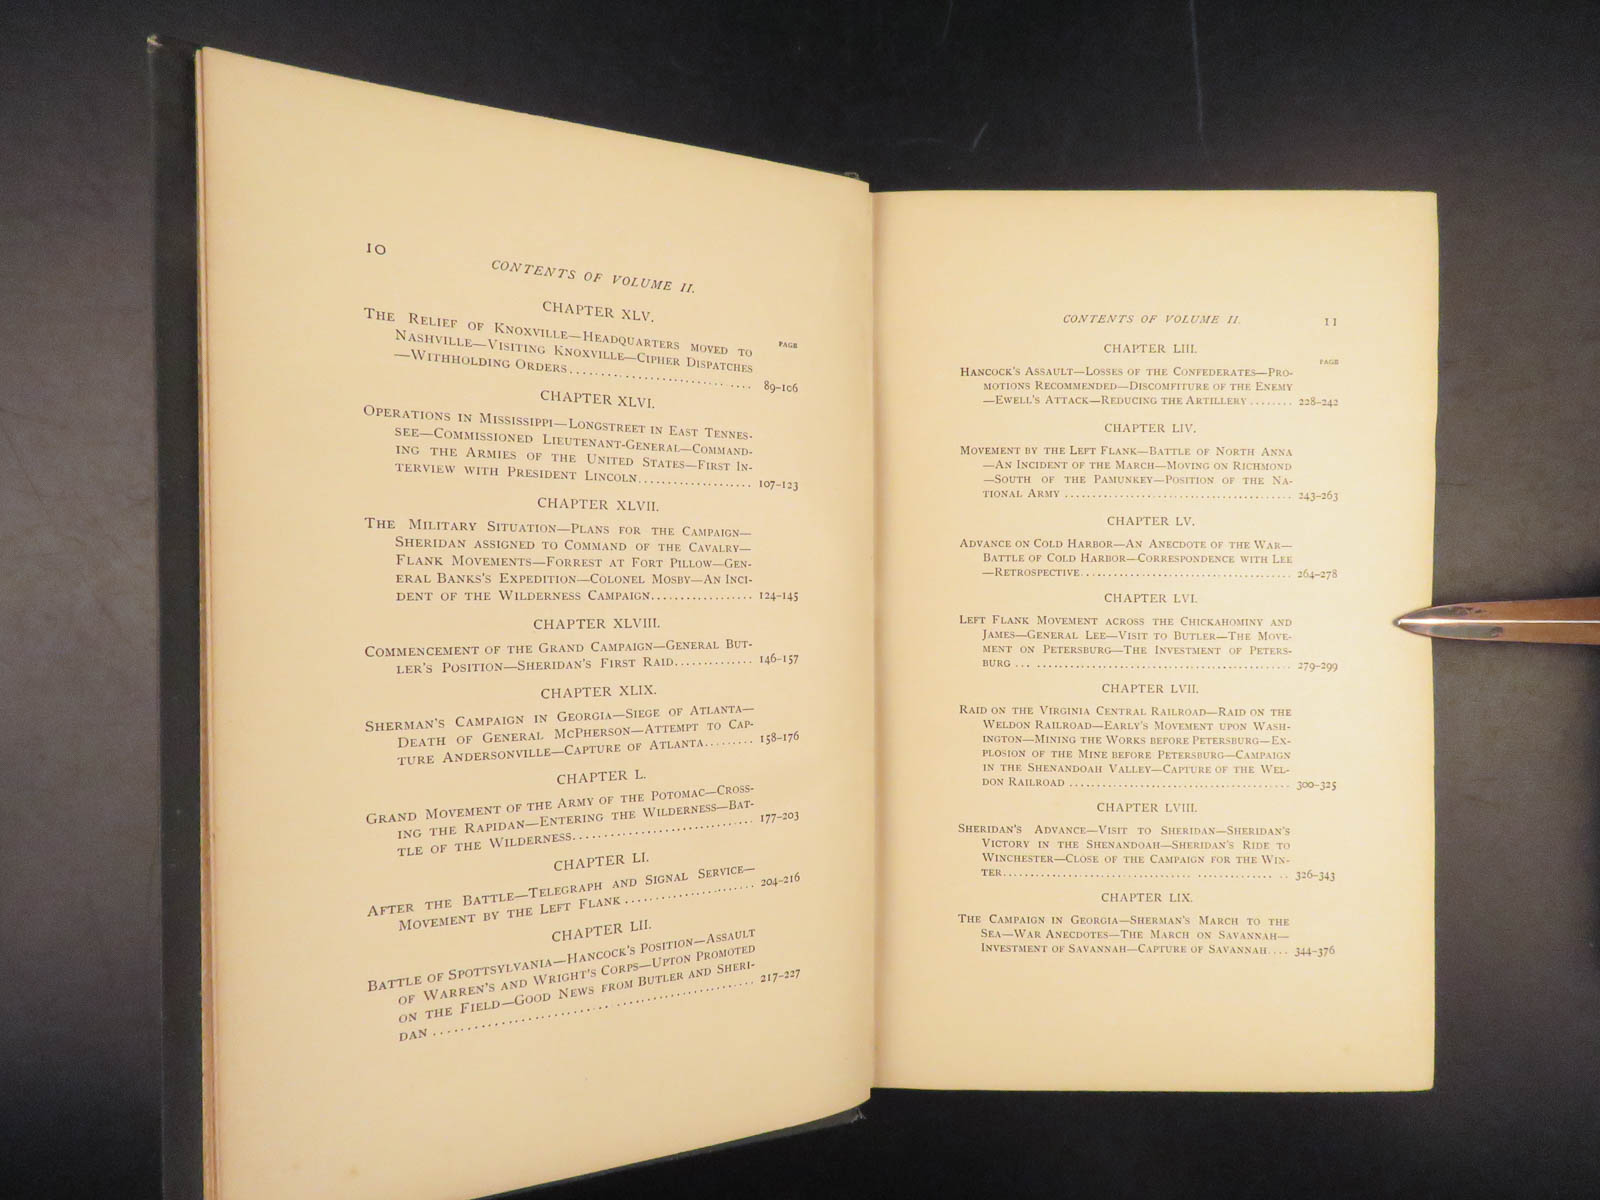 10
CONTENTS OF VOLUME II.
CHAPTER XLV.
PAGE
THE RELIEF OF KNOXVILLE—HEADQUARTERS MOVED TO
NASHVILLE—VISITING KNOXVILLE—CIPHER DISPATCHES
—WITHHOLDING ORDERS.............................. 89-106
CHAPTER XLVI.
OPERATIONS IN MISSISSIPPI—LONGSTREET IN EAST TENNES-
SEE—COMMISSIONED LIEUTENANT-GENERAL—COMMAND-
ING THE ARMIES OF THE UNITED STATES—FIRST IN-
TERVIEW WITH PRESIDENT LINCOLN................... 107-123
CHAPTER XLVII.
THE MILITARY SITUATION—PLANS FOR THE CAMPAIGN—
SHERIDAN ASSIGNED TO COMMAND OF THE CAVALRY—
FLANK MOVEMENTS—FORREST AT FORT PILLOW—GEN-
ERAL BANKS'S EXPEDITION—COLONEL MOSBY—AN INCI-
DENT OF THE WILDERNESS CAMPAIGN................. 124-145
CHAPTER XLVIII.
COMMENCEMENT OF THE GRAND CAMPAIGN—GENERAL BUT-
LER'S POSITION—SHERIDAN'S FIRST RAID............. 146-157
CHAPTER XLIX.
SHERMAN'S CAMPAIGN IN GEORGIA—SIEGE OF ATLANTA—
DEATH OF GENERAL MCPHERSON—ATTEMPT TO CAP-
TURE ANDERSONVILLE—CAPTURE OF ATLANTA......... 158-176
CHAPTER L.
GRAND MOVEMENT OF THE ARMY OF THE POTOMAC—CROSS-
ING THE RAPIDAN—ENTERING THE WILDERNESS—BAT-
TLE OF THE WILDERNESS............................. 177-203
CHAPTER LI.
AFTER THE BATTLE—TELEGRAPH AND SIGNAL SERVICE—
MOVEMENT BY THE LEFT FLANK...................... 204-216
CHAPTER LII.
BATTLE OF SPOTTSYLVANIA—HANCOCK'S POSITION—ASSAULT
OF WARREN'S AND WRIGHT'S CORPS—UPTON PROMOTED
ON THE FIELD—GOOD NEWS FROM BUTLER AND SHERI-
DAN................................................ 217-227
CONTENTS OF VOLUME II. 11
CHAPTER LIII.
PAGE
HANCOCK'S ASSAULT—LOSSES OF THE CONFEDERATES—PRO-
MOTIONS RECOMMENDED—DISCOMFITURE OF THE ENEMY
—EWELL'S ATTACK—REDUCING THE ARTILLERY........ 228-242
CHAPTER LIV.
MOVEMENT BY THE LEFT FLANK—BATTLE OF NORTH ANNA
—AN INCIDENT OF THE MARCH—MOVING ON RICHMOND
—SOUTH OF THE PAMUNKEY—POSITION OF THE NA-
TIONAL ARMY........................................ 243-263
CHAPTER LV.
ADVANCE ON COLD HARBOR—AN ANECDOTE OF THE WAR—
BATTLE OF COLD HARBOR—CORRESPONDENCE WITH LEE
—RETROSPECTIVE..................................... 264-278
CHAPTER LVI.
LEFT FLANK MOVEMENT ACROSS THE CHICKAHOMINY AND
JAMES—GENERAL LEE—VISIT TO BUTLER—THE MOVE-
MENT ON PETERSBURG—THE INVESTMENT OF PETERS-
BURG ............................................... 279-299
CHAPTER LVII.
RAID ON THE VIRGINIA CENTRAL RAILROAD—RAID ON THE
WELDON RAILROAD—EARLY'S MOVEMENT UPON WASH-
INGTON—MINING THE WORKS BEFORE PETERSBURG—EX-
PLOSION OF THE MINE BEFORE PETERSBURG—CAMPAIGN
IN THE SHENANDOAH VALLEY—CAPTURE OF THE WEL-
DON RAILROAD...................................... 300-325
CHAPTER LVIII.
SHERIDAN'S ADVANCE—VISIT TO SHERIDAN—SHERIDAN'S
VICTORY IN THE SHENANDOAH—SHERIDAN'S RIDE TO
WINCHESTER—CLOSE OF THE CAMPAIGN FOR THE WIN-
TER................................................ 326-343
CHAPTER LIX.
THE CAMPAIGN IN GEORGIA—SHERMAN'S MARCH TO THE
SEA—WAR ANECDOTES—THE MARCH ON SAVANNAH—
INVESTMENT OF SAVANNAH—CAPTURE OF SAVANNAH.... 344-376